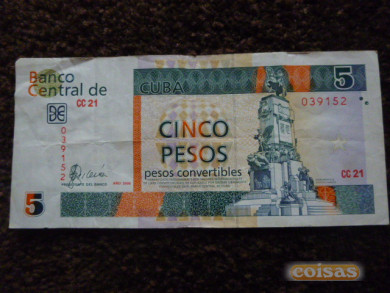 Banco
Central de
CUBA
5
CC 21
039152
039152
CINCO
PESOS
pesos convertibles
CC 21
PRESIDENTE DEL BANCO
5
coisas